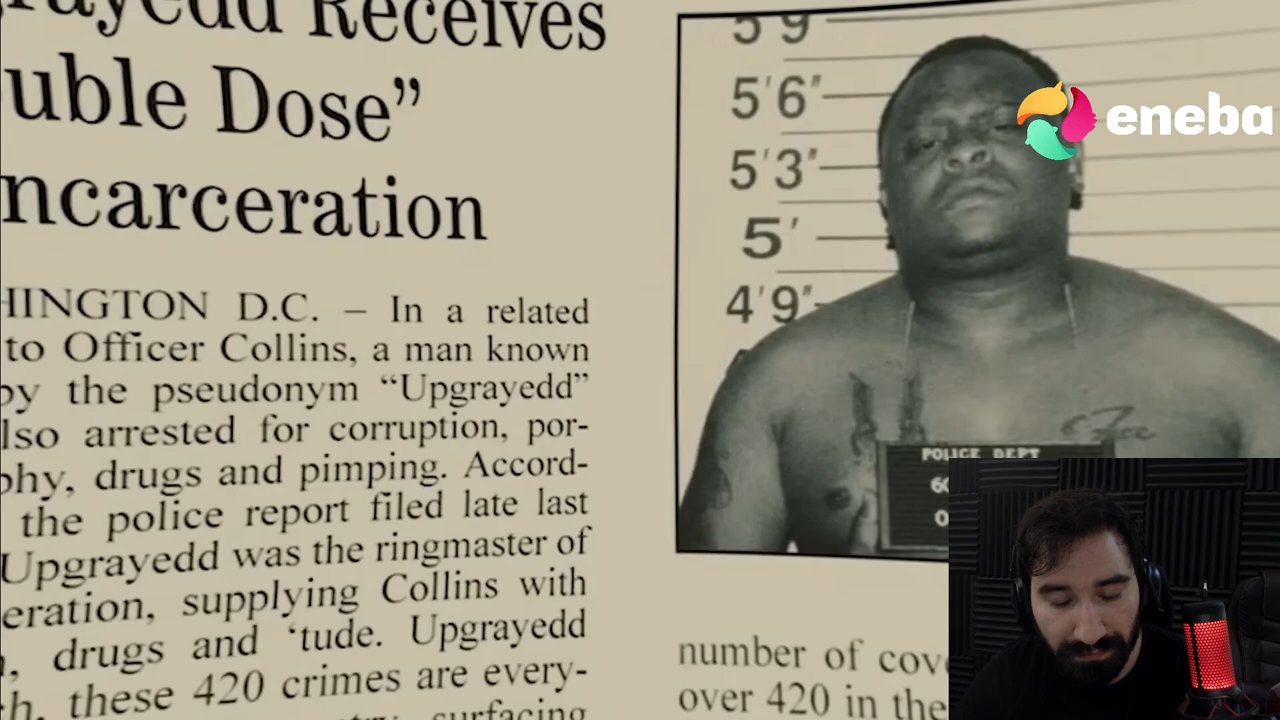 Receives
uble Dose”
ncarceration
HINGTON D.C. – In a related
to Officer Collins, a man known
by the pseudonym “Upgrayedd”
lso arrested for corruption, por-
phy, drugs and pimping. Accord-
the police report filed late last
Upgrayedd was the ringmaster of
eration, supplying Collins with
drugs and ‘tude. Upgrayedd
these 420 crimes are every-
surfacing
5'9"
5'6"
5'3"
5'
4'9"
POLICE DEPT
eneba
number of cov
over 420 in the